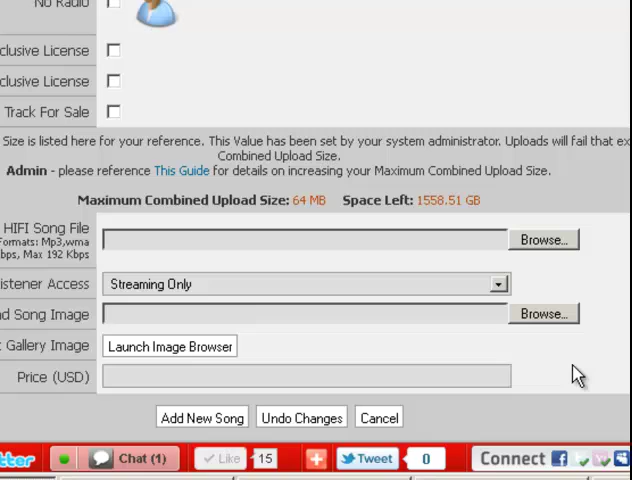 No Radio
clusive License
clusive License
Track For Sale
Size is listed here for your reference. This Value has been set by your system administrator. Uploads will fail that ex
Combined Upload Size.
Admin - please reference This Guide for details on increasing your Maximum Combined Upload Size.
Maximum Combined Upload Size: 64 MB Space Left: 1558.51 GB
HIFI Song File
Formats: Mp3,wma
bps, Max 192 Kbps
Browse...
istener Access
Streaming Only
d Song Image
Browse...
Gallery Image
Launch Image Browser
Price (USD)
Add New Song Undo Changes Cancel
tter Chat (1) Like 15 Tweet 0 Connect